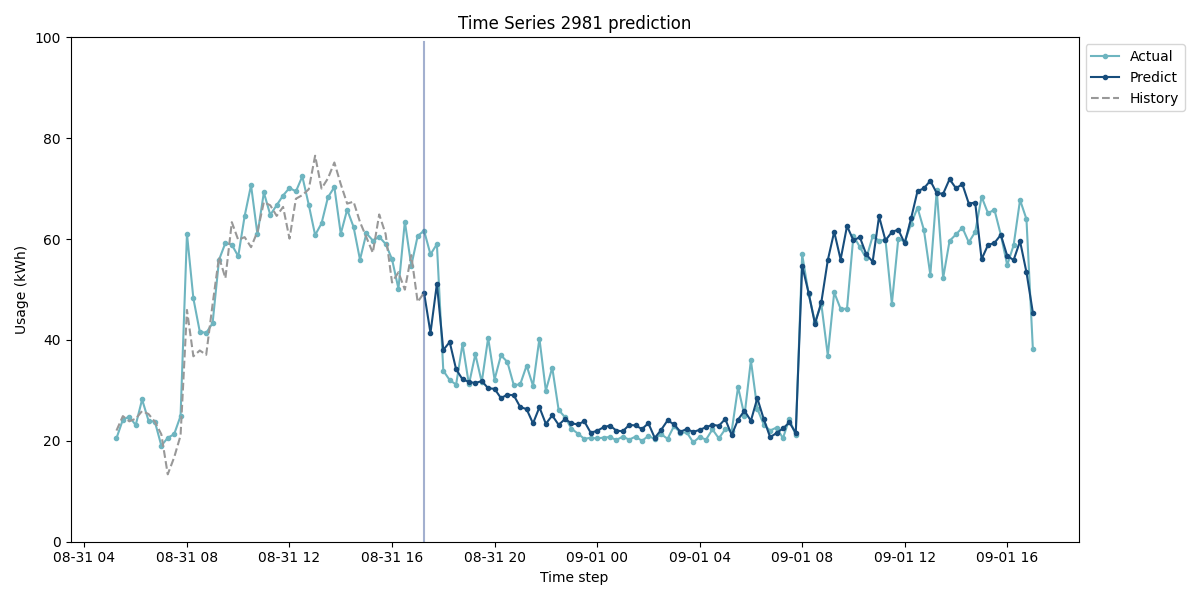 Time Series 2981 prediction
Usage (kWh)
100
80
60
40
20
0
08-31 04
08-31 08
08-31 12
08-31 16
08-31 20
09-01 00
09-01 04
09-01 08
09-01 12
09-01 16
Time step
Actual
Predict
History